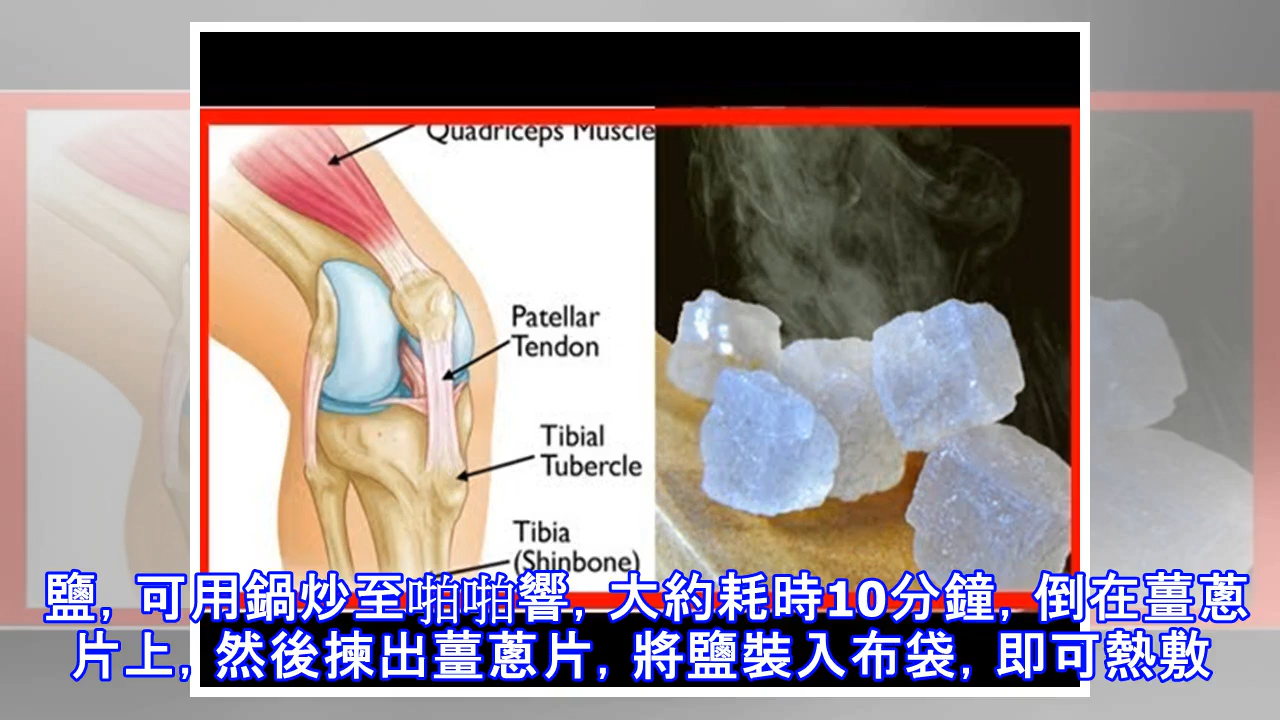 Quadriceps Muscle
Patellar
Tendon
Tibial
Tubercle
Tibia
(Shinbone)
鹽, 可用鍋炒至啪啪響, 大約耗時10分鐘, 倒在薑蔥
片上, 然後揀出薑蔥片, 將鹽裝入布袋, 即可熱敷